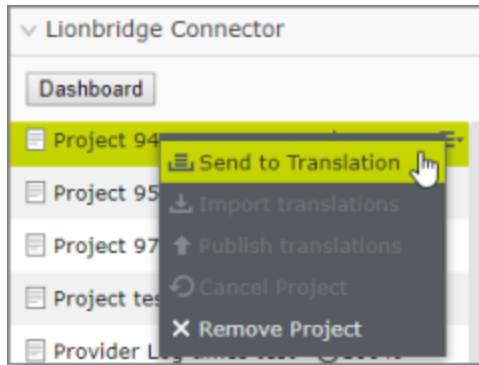 Lionbridge Connector
Dashboard
Project 94
Send to Translation
Project 95
Import translations
Project 97
Publish translations
Cancel Project
Project tes
Remove Project
Provider L